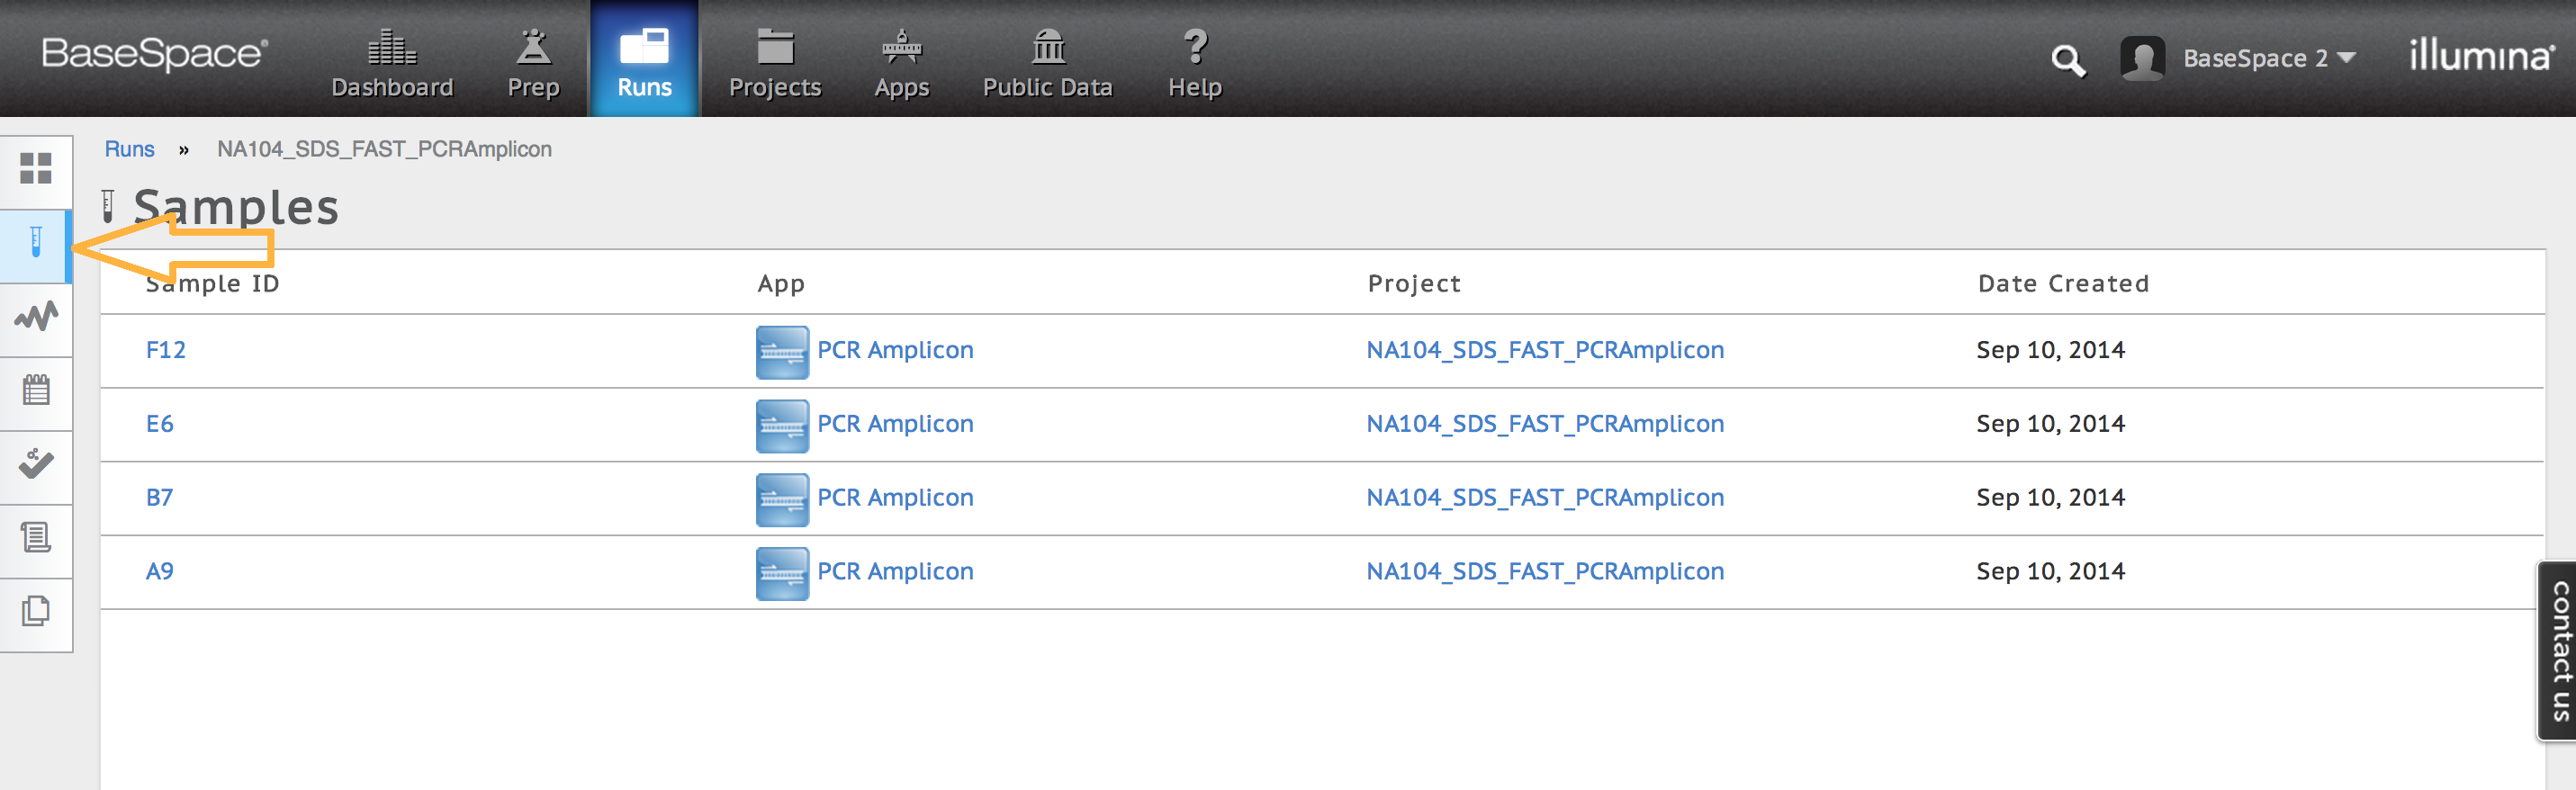 BaseSpace®
Dashboard Prep Runs Projects Apps Public Data Help
BaseSpace 2
illumina®
Runs » NA104_SDS_FAST_PCRAmplicon
Samples
Sample ID App Project Date Created
F12 PCR Amplicon NA104_SDS_FAST_PCRAmplicon Sep 10, 2014
E6 PCR Amplicon NA104_SDS_FAST_PCRAmplicon Sep 10, 2014
B7 PCR Amplicon NA104_SDS_FAST_PCRAmplicon Sep 10, 2014
A9 PCR Amplicon NA104_SDS_FAST_PCRAmplicon Sep 10, 2014
contact us